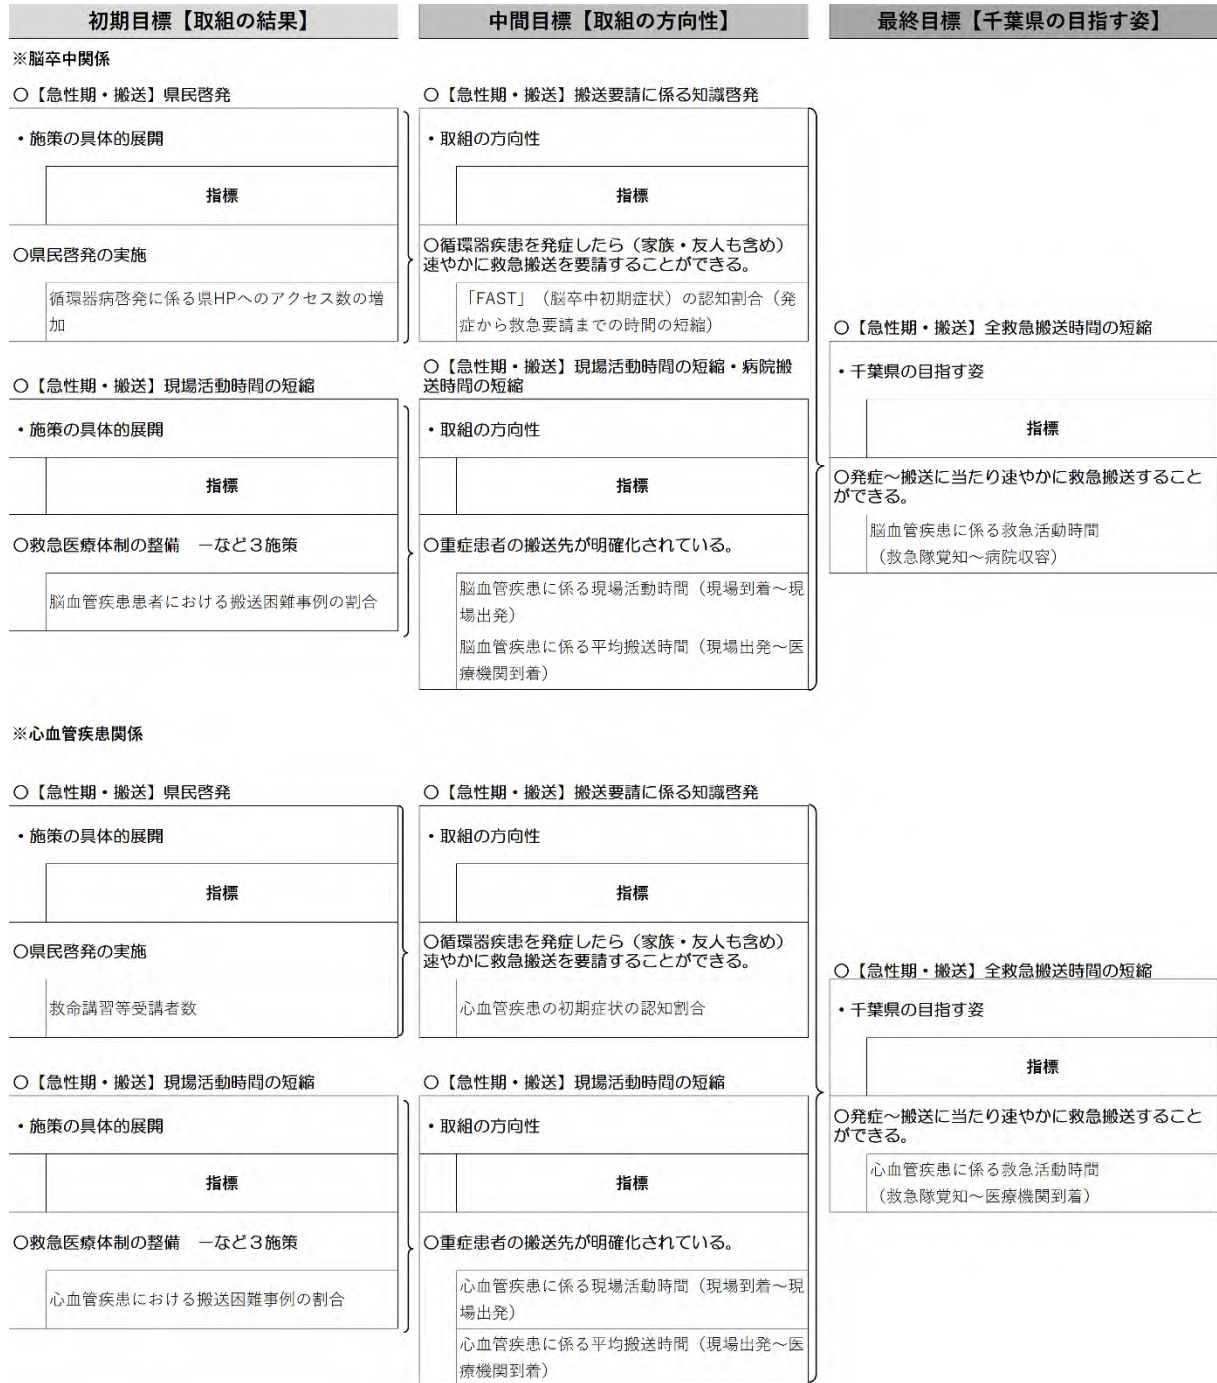 初期目標【取組の結果】
中間目標【取組の方向性】
最終目標【千葉県の目指す姿】
※脳卒中関係
○【急性期・搬送】県民啓発
・施策の具体的展開
指標
○県民啓発の実施
循環器病啓発に係る県HPへのアクセス数の増
加
○【急性期・搬送】搬送要請に係る知識啓発
・取組の方向性
指標
○循環器疾患を発症したら（家族・友人も含め）
速やかに救急搬送を要請することができる。
「FAST」（脳卒中初期症状）の認知割合（発
症から救急要請までの時間の短縮）
○【急性期・搬送】現場活動時間の短縮
・施策の具体的展開
指標
○救急医療体制の整備　－など３施策
脳血管疾患患者における搬送困難事例の割合
○【急性期・搬送】現場活動時間の短縮・病院搬
送時間の短縮
・取組の方向性
指標
○重症患者の搬送先が明確化されている。
脳血管疾患に係る現場活動時間（現場到着～現
場出発）
脳血管疾患に係る平均搬送時間（現場出発～医
療機関到着）
○【急性期・搬送】全救急搬送時間の短縮
・千葉県の目指す姿
指標
○発症～搬送に当たり速やかに救急搬送すること
ができる。
脳血管疾患に係る救急活動時間
（救急隊覚知～病院収容）
※心血管疾患関係
○【急性期・搬送】県民啓発
・施策の具体的展開
指標
○県民啓発の実施
救命講習等受講者数
○【急性期・搬送】搬送要請に係る知識啓発
・取組の方向性
指標
○循環器疾患を発症したら（家族・友人も含め）
速やかに救急搬送を要請することができる。
心血管疾患の初期症状の認知割合
○【急性期・搬送】現場活動時間の短縮
・施策の具体的展開
指標
○救急医療体制の整備　－など３施策
心血管疾患における搬送困難事例の割合
○【急性期・搬送】現場活動時間の短縮
・取組の方向性
指標
○重症患者の搬送先が明確化されている。
心血管疾患に係る現場活動時間（現場到着～現
場出発）
心血管疾患に係る平均搬送時間（現場出発～医
療機関到着）
○【急性期・搬送】全救急搬送時間の短縮
・千葉県の目指す姿
指標
○発症～搬送に当たり速やかに救急搬送すること
ができる。
心血管疾患に係る救急活動時間
（救急隊覚知～医療機関到着）